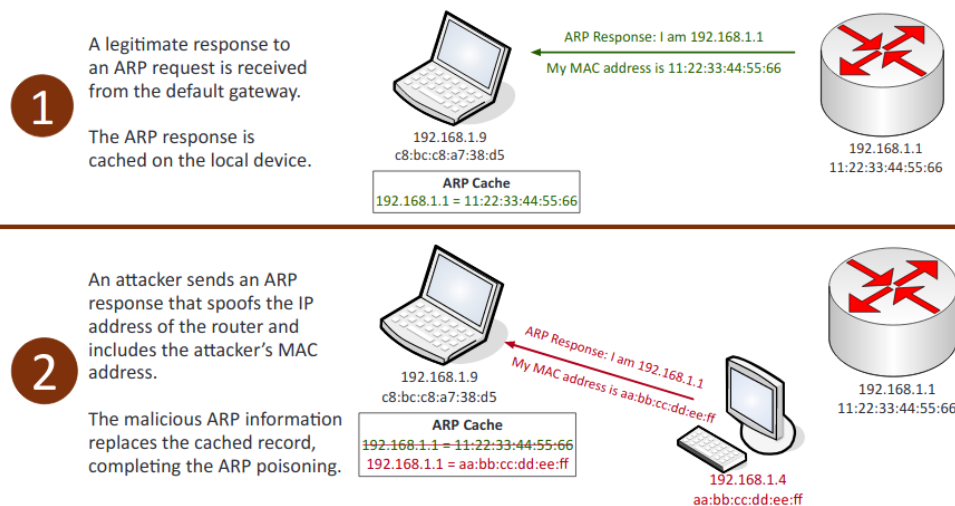 1
A legitimate response to
an ARP request is received
from the default gateway.
The ARP response is
cached on the local device.
192.168.1.9
c8:bc:c8:a7:38:d5
ARP Cache
192.168.1.1 = 11:22:33:44:55:66
ARP Response: I am 192.168.1.1
My MAC address is 11:22:33:44:55:66
192.168.1.1
11:22:33:44:55:66
2
An attacker sends an ARP
response that spoofs the IP
address of the router and
includes the attacker’s MAC
address.
The malicious ARP information
replaces the cached record,
completing the ARP poisoning.
192.168.1.9
c8:bc:c8:a7:38:d5
ARP Cache
192.168.1.1 = 11:22:33:44:55:66
192.168.1.1 = aa:bb:cc:dd:ee:ff
ARP Response: I am 192.168.1.1
My MAC address is aa:bb:cc:dd:ee:ff
192.168.1.4
aa:bb:cc:dd:ee:ff
192.168.1.1
11:22:33:44:55:66